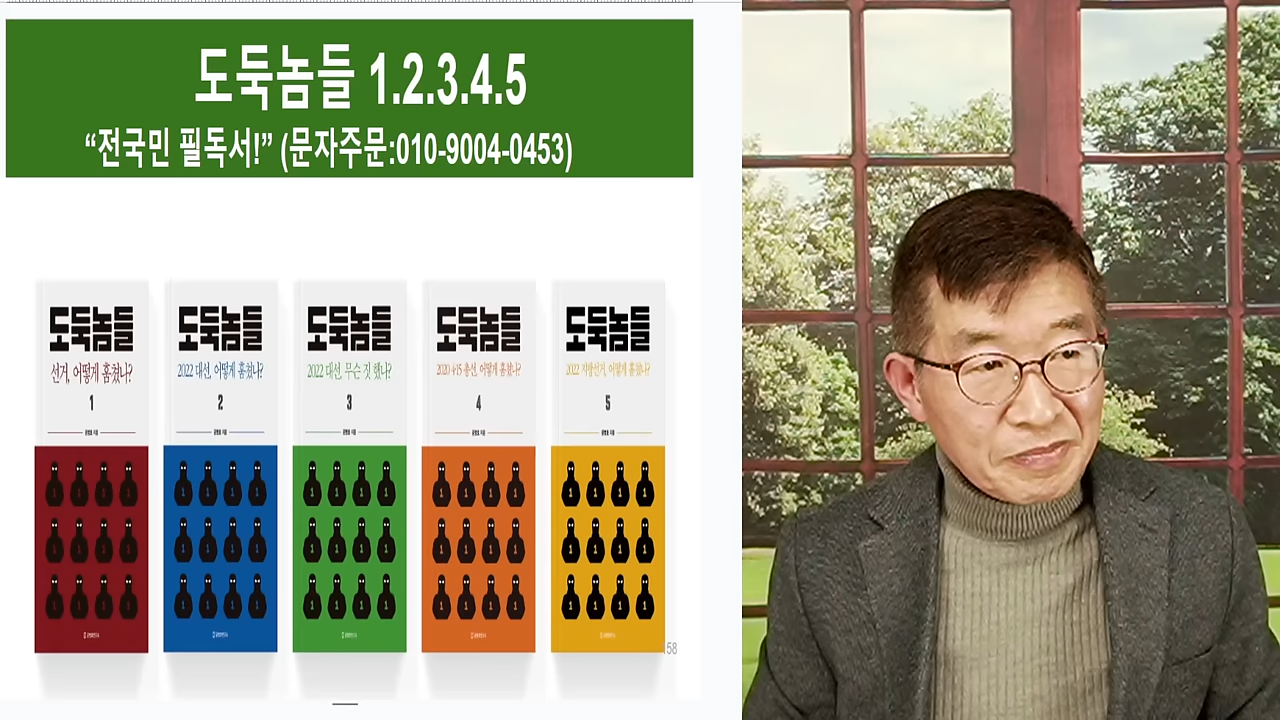 도둑놈들 1.2.3.4.5
“전국민 필독서!” (문자주문:010-9004-0453)
도둑놈들
선거, 어떻게 훔쳤나?
1
도둑놈들
2022 대선, 어떻게 훔쳤나?
2
도둑놈들
2022 대선, 무슨 짓 했나?
3
도둑놈들
2020 4·15 총선, 어떻게 훔쳤나?
4
도둑놈들
2022 지방선거, 어떻게 훔쳤나?
5
58